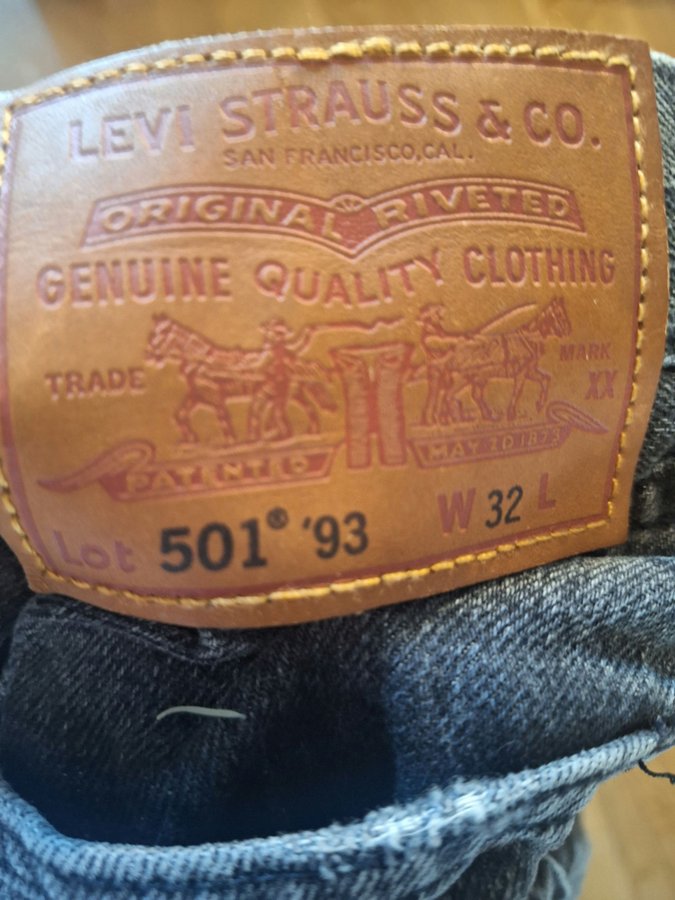 LEVI STRAUSS & CO.
SAN FRANCISCO, CAL.
ORIGINAL RIVETED
GENUINE QUALITY CLOTHING
TRADE MARK
XX
PATENTED MAY 20 1873
Lot 501® '93 W 32 L